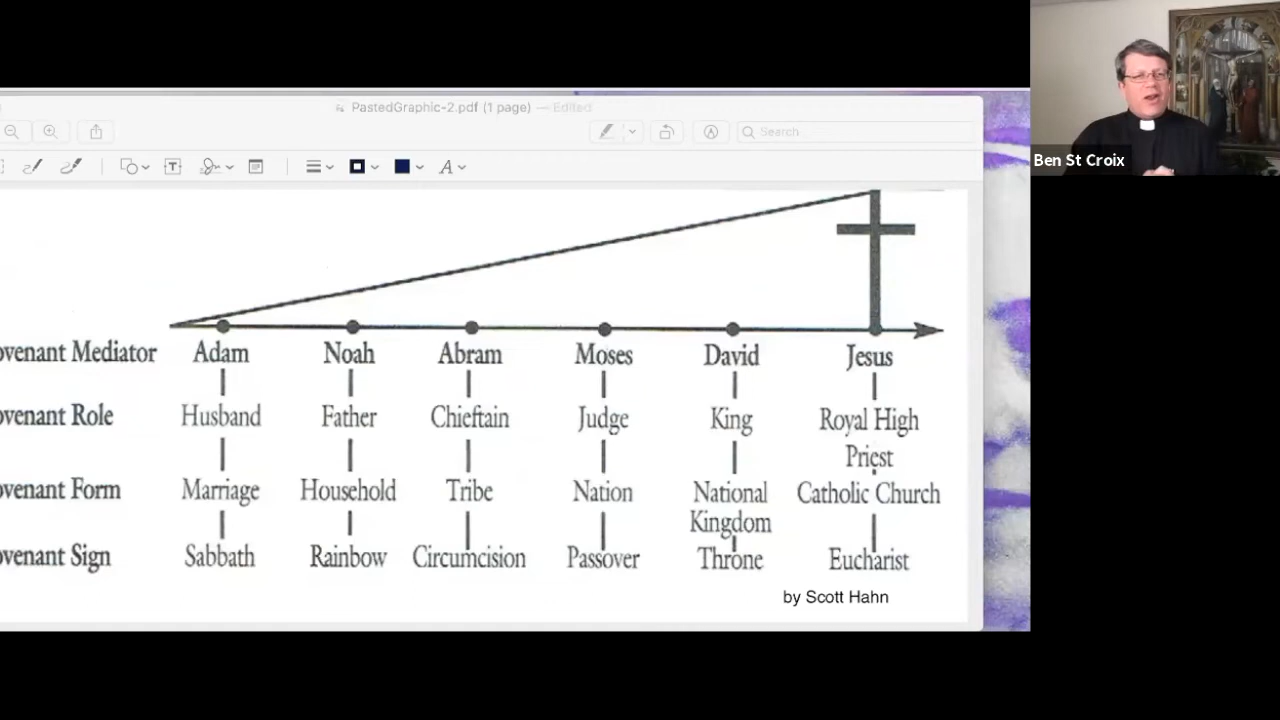 PastedGraphic-2.pdf (1 page) — Edited
Search
Ben St Croix
ovenant Mediator Adam Noah Abram Moses David Jesus
ovenant Role Husband Father Chieftain Judge King Royal High
Priest
ovenant Form Marriage Household Tribe Nation National Catholic Church
Kingdom
ovenant Sign Sabbath Rainbow Circumcision Passover Throne Eucharist
by Scott Hahn